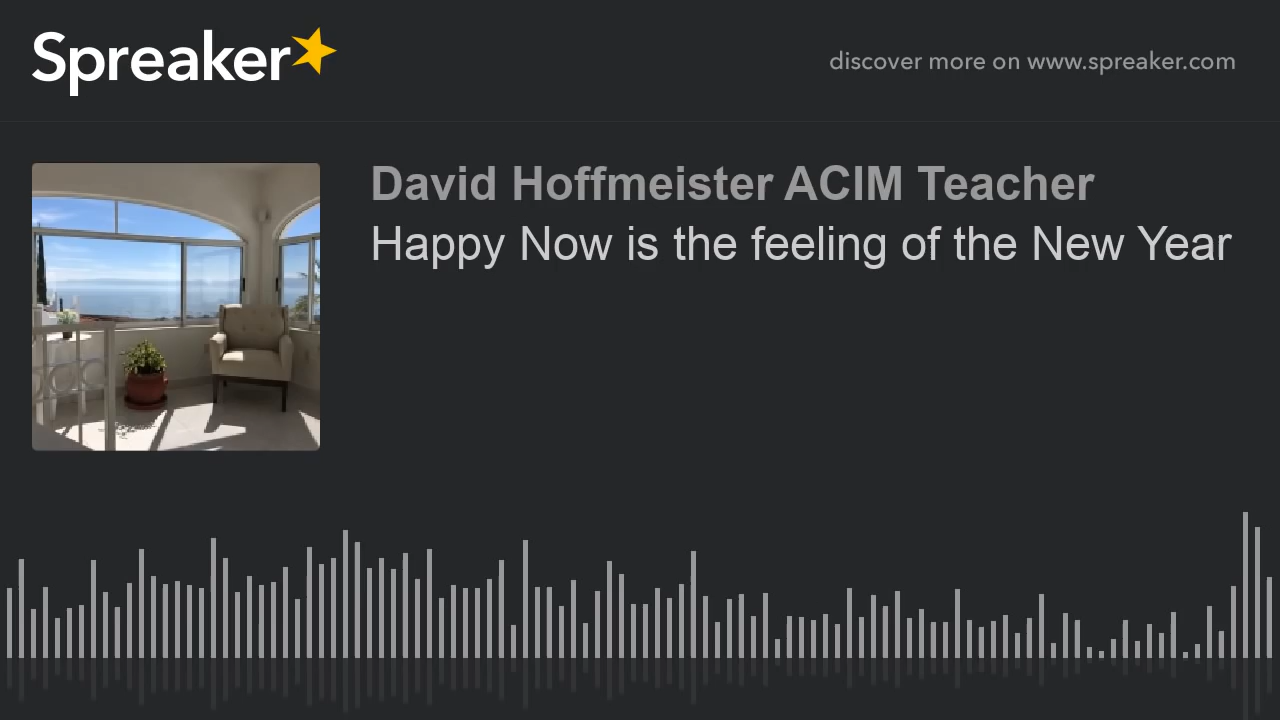 Spreaker
discover more on www.spreaker.com
David Hoffmeister ACIM Teacher
Happy Now is the feeling of the New Year